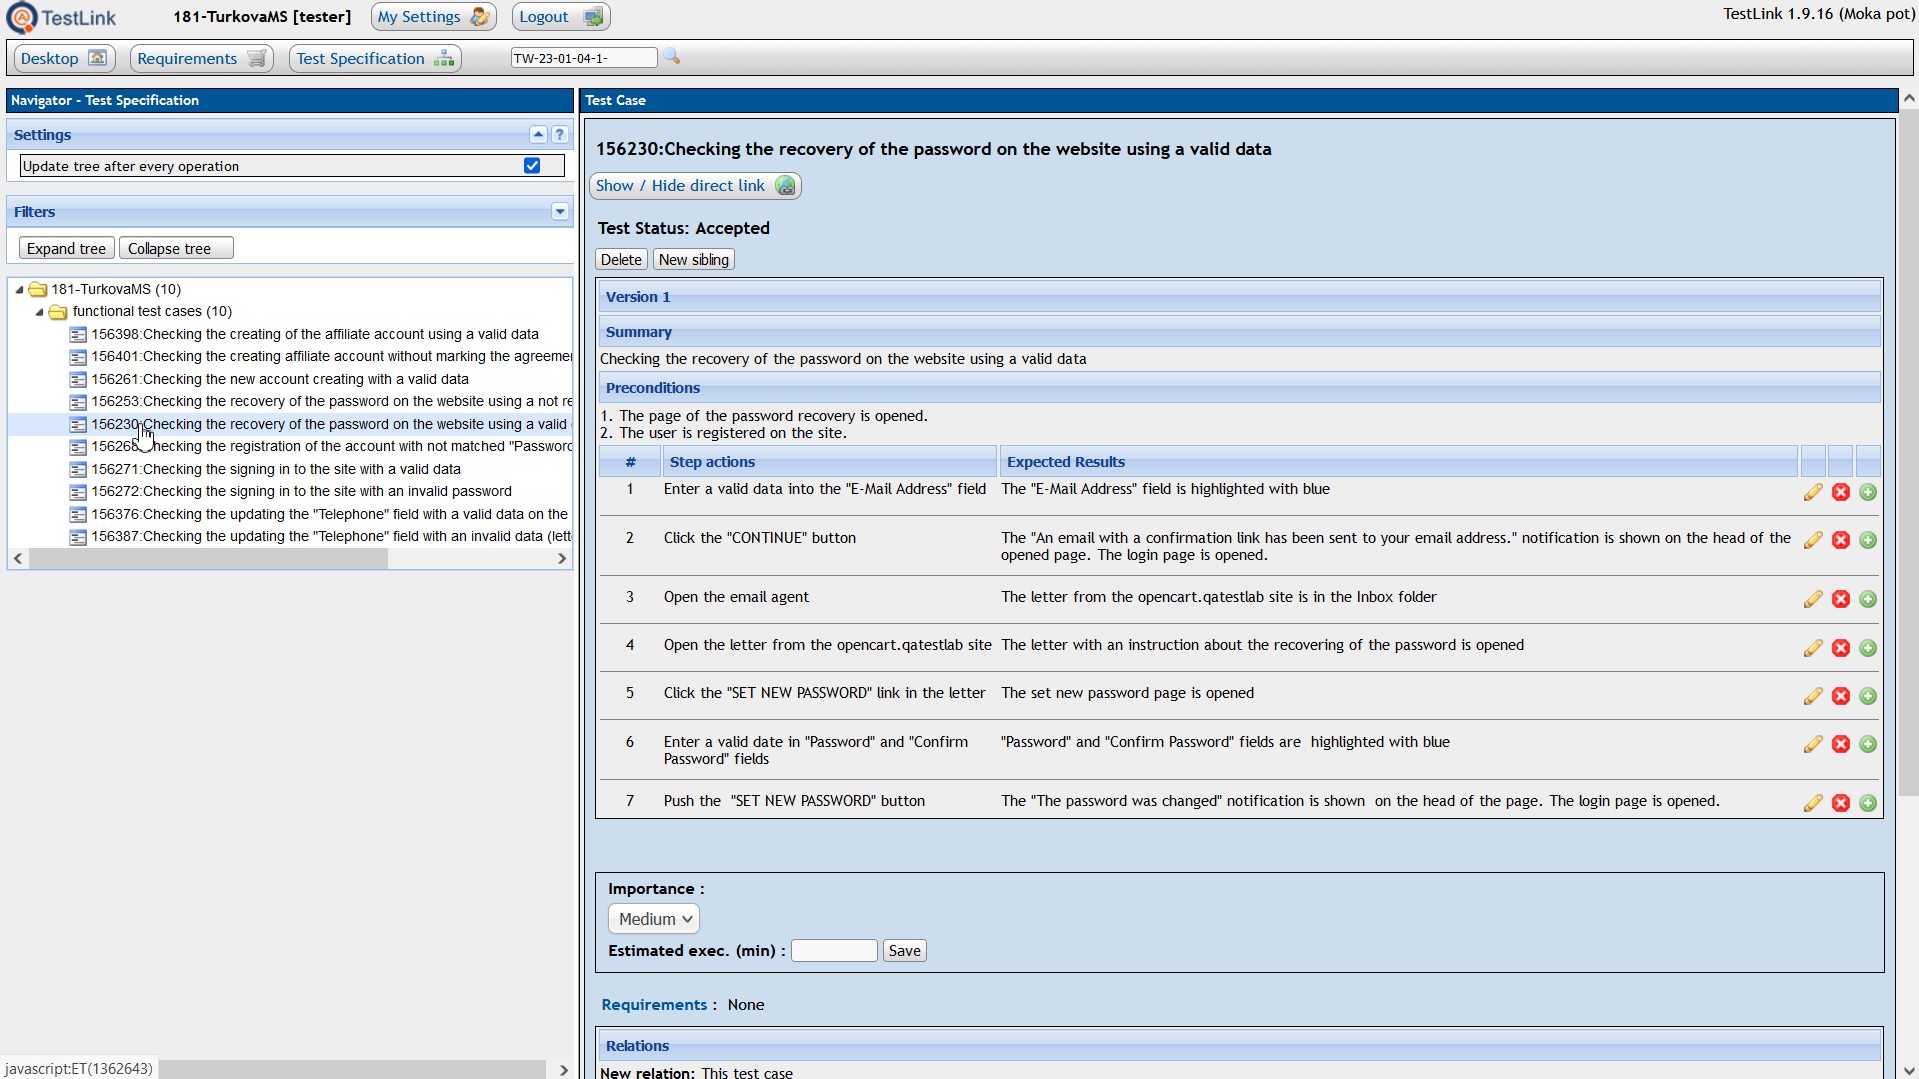 TestLink 181-TurkovaMS [tester] My Settings Logout TestLink 1.9.16 (Moka pot)
Desktop Requirements Test Specification TW-23-01-04-1-
Navigator - Test Specification
Settings
Update tree after every operation
Filters
Expand tree Collapse tree
181-TurkovaMS (10)
functional test cases (10)
156398:Checking the creating of the affiliate account using a valid data
156401:Checking the creating affiliate account without marking the agreemer
156261:Checking the new account creating with a valid data
156253:Checking the recovery of the password on the website using a not re
156230:Checking the recovery of the password on the website using a valid
Checking the registration of the account with not matched "Passworc
156271:Checking the signing in to the site with a valid data
156272:Checking the signing in to the site with an invalid password
156376:Checking the updating the "Telephone" field with a valid data on the
156387:Checking the updating the "Telephone" field with an invalid data (lett
javascript:ET(1362643)
Test Case
156230:Checking the recovery of the password on the website using a valid data
Show / Hide direct link
Test Status: Accepted
Delete New sibling
Version 1
Summary
Checking the recovery of the password on the website using a valid data
Preconditions
1. The page of the password recovery is opened.
2. The user is registered on the site.
# Step actions Expected Results
1 Enter a valid data into the "E-Mail Address" field The "E-Mail Address" field is highlighted with blue
2 Click the "CONTINUE" button The "An email with a confirmation link has been sent to your email address." notification is shown on the head of the
opened page. The login page is opened.
3 Open the email agent The letter from the opencart.qatestlab site is in the Inbox folder
4 Open the letter from the opencart.qatestlab site The letter with an instruction about the recovering of the password is opened
5 Click the "SET NEW PASSWORD" link in the letter The set new password page is opened
6 Enter a valid date in "Password" and "Confirm "Password" and "Confirm Password" fields are highlighted with blue
Password" fields
7 Push the "SET NEW PASSWORD" button The "The password was changed" notification is shown on the head of the page. The login page is opened.
Importance :
Medium
Estimated exec. (min) : Save
Requirements : None
Relations
New relation: This test case